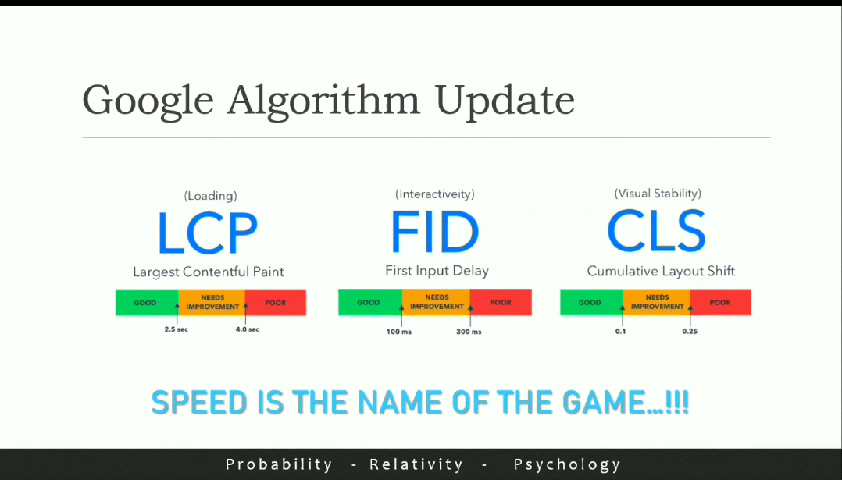 Google Algorithm Update
(Loading)
LCP
Largest Contentful Paint
GOOD
NEEDS
IMPROVEMENT
POOR
2.5 sec
4.0 sec
(Interactiveity)
FID
First Input Delay
GOOD
NEEDS
IMPROVEMENT
POOR
100 ms
300 ms
(Visual Stability)
CLS
Cumulative Layout Shift
GOOD
NEEDS
IMPROVEMENT
POOR
0.1
0.25
SPEED IS THE NAME OF THE GAME...!!!
Probability - Relativity - Psychology